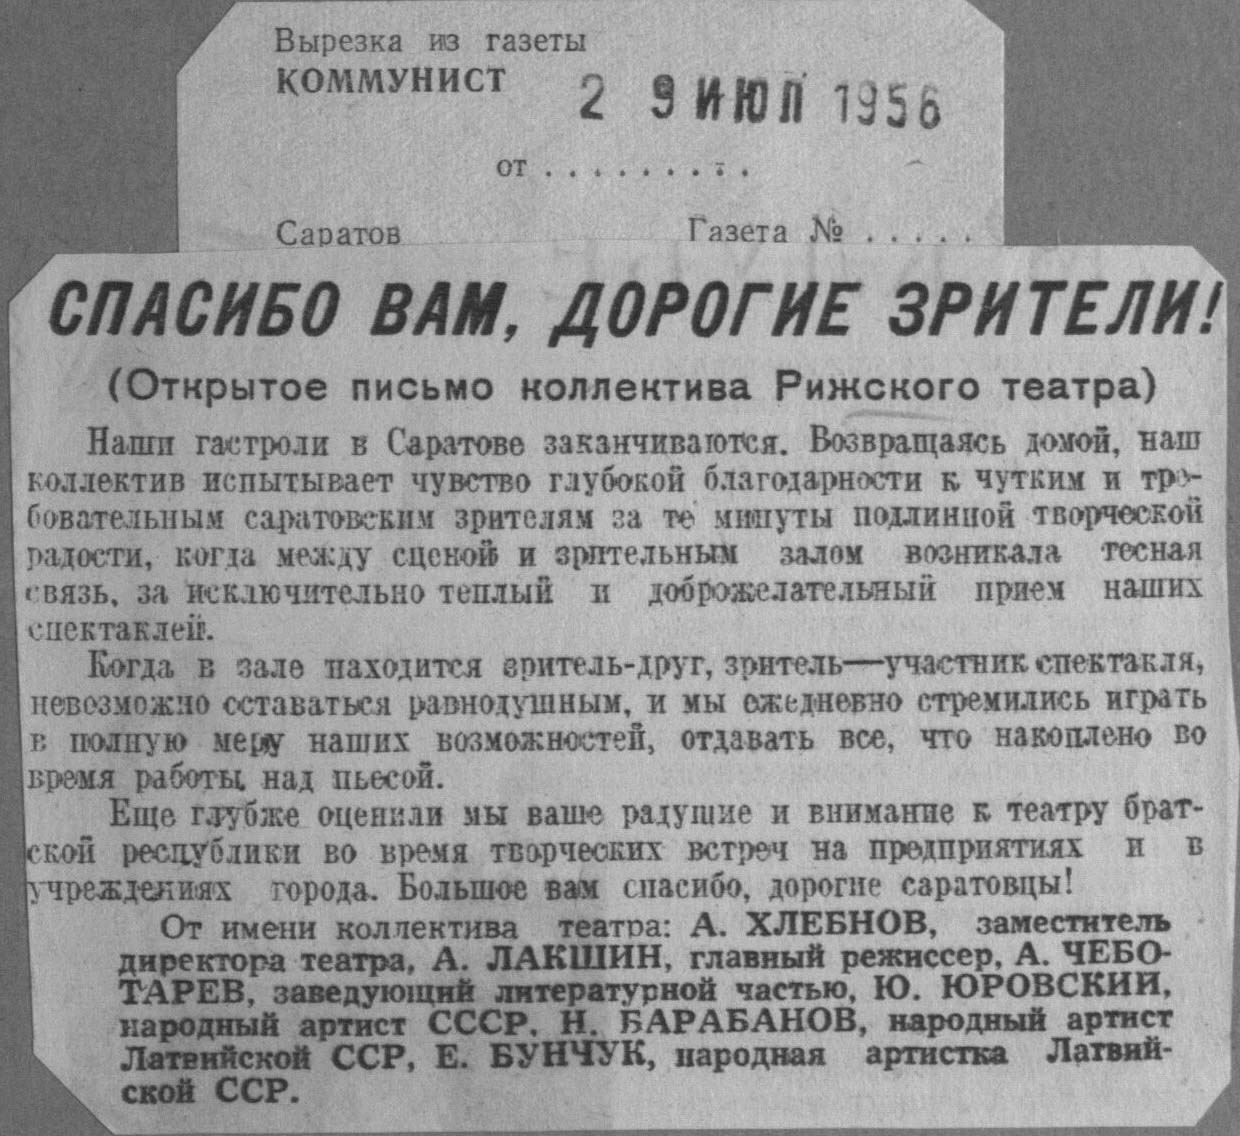 Вырезка из газеты
КОММУНИСТ
2 9 ИЮЛ 1956
от . . . . . . . . .
Саратов Газета № . . . . .
СПАСИБО ВАМ, ДОРОГИЕ ЗРИТЕЛИ!
(Открытое письмо коллектива Рижского театра)
Наши гастроли в Саратове заканчиваются. Возвращаясь домой, наш
коллектив испытывает чувство глубокой благодарности к чутким и тре-
бовательным саратовским зрителям за те минуты подлинной творческой
радости, когда между сценой и зрительным залом возникала тесная
связь, за исключительно теплый и доброжелательный прием наших
спектаклей.
Когда в зале находится зритель-друг, зритель—участник спектакля,
невозможно оставаться равнодушным, и мы ежедневно стремились играть
в полную меру наших возможностей, отдавать все, что накоплено во
время работы над пьесой.
Еще глубже оценили мы ваше радушие и внимание к театру брат-
ской республики во время творческих встреч на предприятиях и в
учреждениях города. Большое вам спасибо, дорогие саратовцы!
От имени коллектива театра: А. ХЛЕБНОВ, заместитель
директора театра, А. ЛАКШИН, главный режиссер, А. ЧЕБО-
ТАРЕВ, заведующий литературной частью, Ю. ЮРОВСКИЙ,
народный артист СССР, Н. БАРАБАНОВ, народный артист
Латвийской ССР, Е. БУНЧУК, народная артистка Латвий-
ской ССР.